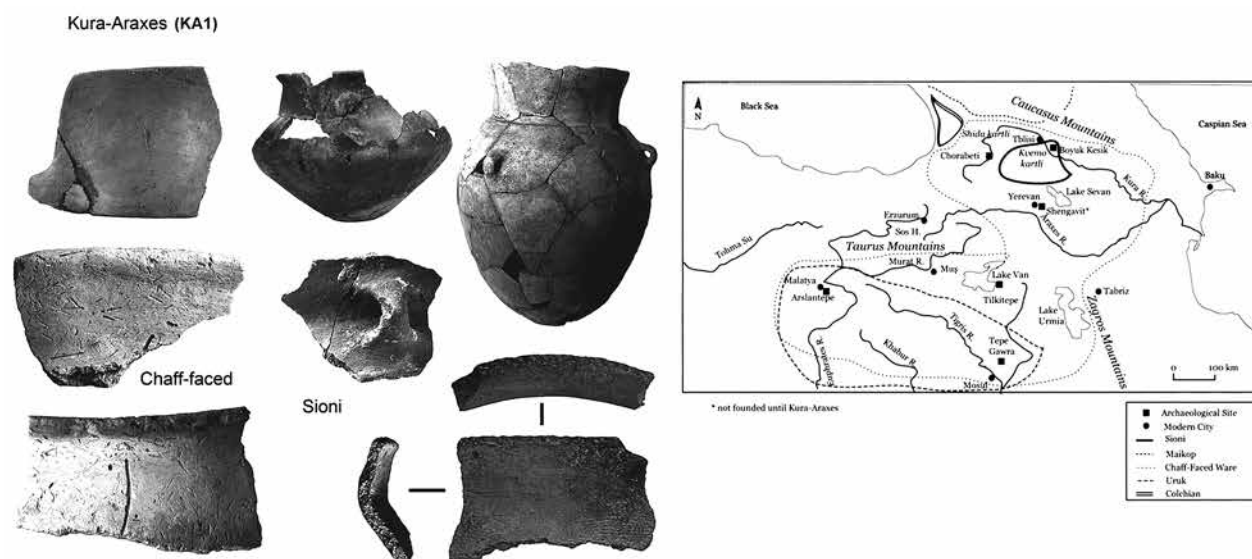 Kura-Araxes (KA1)
Chaff-faced
Sioni
Black Sea
Caucasus Mountains
Caspian Sea
N
Shida kartli
Tblisi
Boyuk Kesik
Chorabeti
Kvemo
kartli
Kura R.
Baku
Lake Sevan
Yerevan
Shengavit*
Erzurum
Sos H.
Araxes R.
Tohma Su
Taurus Mountains
Murat R.
Muş
Lake Van
Malatya
Arslantepe
Tilkitepe
Tabriz
Lake
Urmia
Zagros Mountains
Tigris R.
Tepe
Gawra
Khabur R.
Euphrates R.
Mosul
0 100 km
* not founded until Kura-Araxes
Archaeological Site
Modern City
Sioni
Maikop
Chaff-Faced Ware
Uruk
Colchian